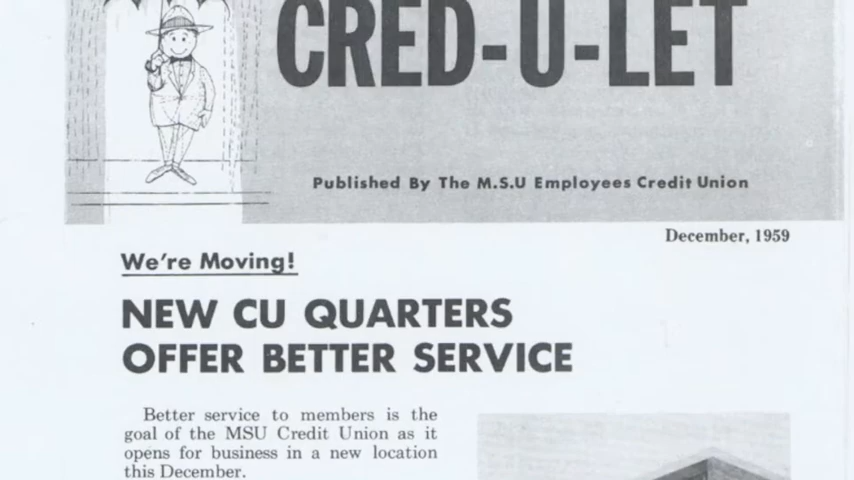 CRED-U-LET
Published By The M.S.U Employees Credit Union
December, 1959
We're Moving!
NEW CU QUARTERS
OFFER BETTER SERVICE
Better service to members is the
goal of the MSU Credit Union as it
opens for business in a new location
this December.